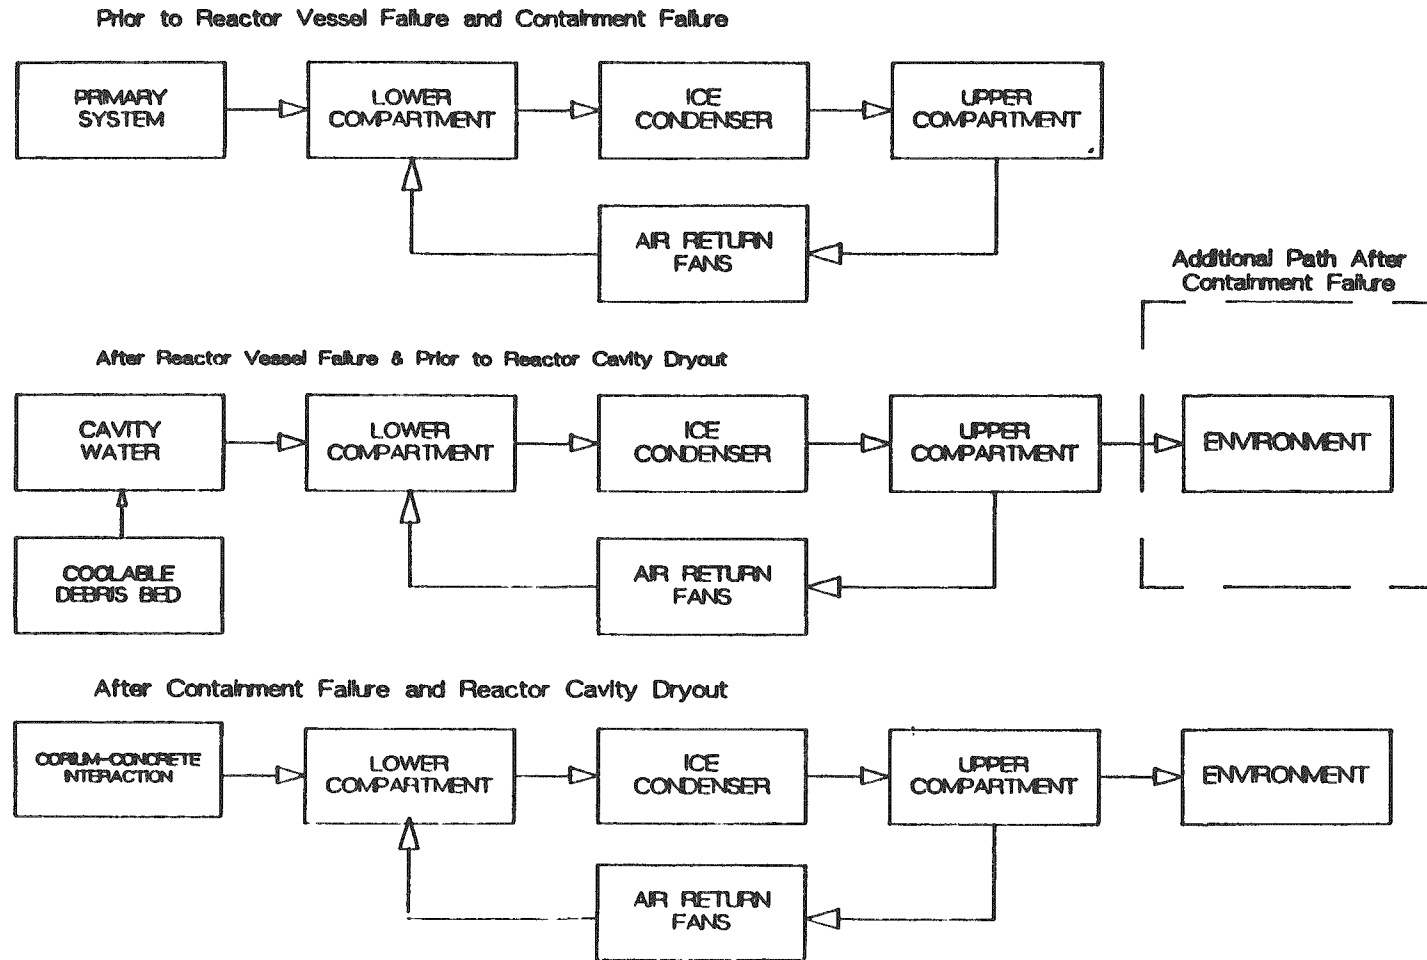 Prior to Reactor Vessel Failure and Containment Failure
PRIMARY
SYSTEM
LOWER
COMPARTMENT
ICE
CONDENSER
UPPER
COMPARTMENT
AIR RETURN
FANS
Additional Path After
Containment Failure
After Reactor Vessel Failure & Prior to Reactor Cavity Dryout
CAVITY
WATER
LOWER
COMPARTMENT
ICE
CONDENSER
UPPER
COMPARTMENT
ENVIRONMENT
COOLABLE
DEBRIS BED
AIR RETURN
FANS
After Containment Failure and Reactor Cavity Dryout
CORIUM-CONCRETE
INTERACTION
LOWER
COMPARTMENT
ICE
CONDENSER
UPPER
COMPARTMENT
ENVIRONMENT
AIR RETURN
FANS